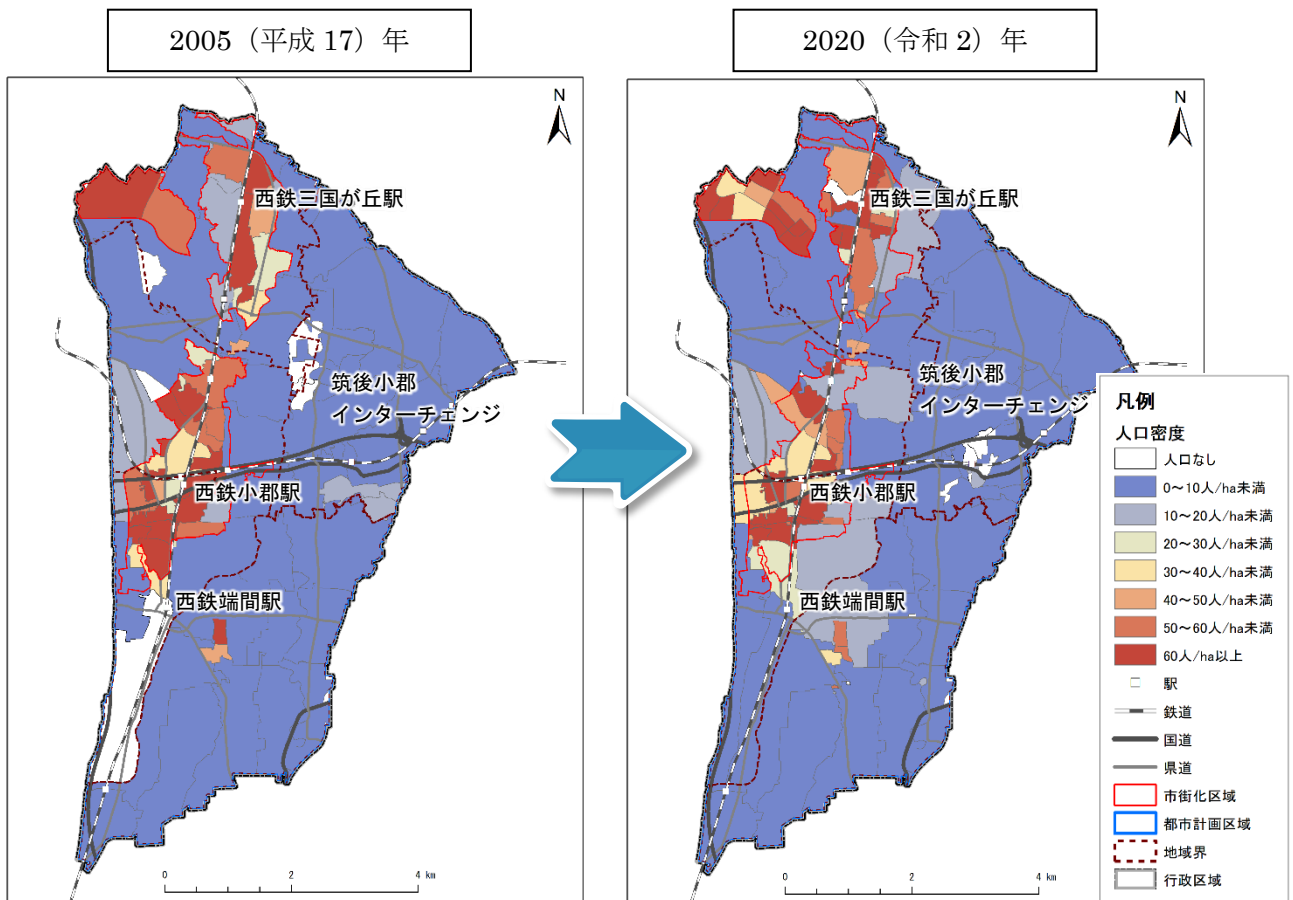 2005（平成 17）年
2020（令和 2）年
N
西鉄三国が丘駅
筑後小郡
インターチェンジ
西鉄小郡駅
西鉄端間駅
0 2 4 km
N
西鉄三国が丘駅
筑後小郡
インターチェンジ
西鉄小郡駅
西鉄端間駅
0 2 4 km
凡例
人口密度
人口なし
0～10人/ha未満
10～20人/ha未満
20～30人/ha未満
30～40人/ha未満
40～50人/ha未満
50～60人/ha未満
60人/ha以上
駅
鉄道
国道
県道
市街化区域
都市計画区域
地域界
行政区域